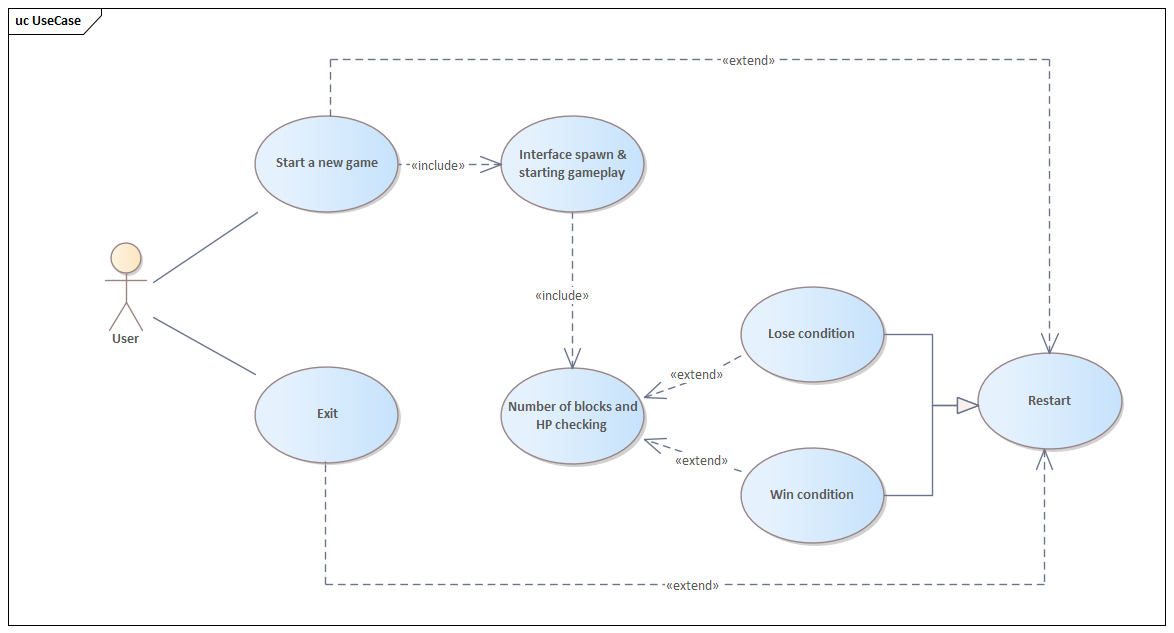 uc UseCase
«extend»
Start a new game
«include»
Interface spawn &
starting gameplay
«include»
User
Lose condition
«extend»
Restart
Exit
Number of blocks and
HP checking
«extend»
Win condition
«extend»